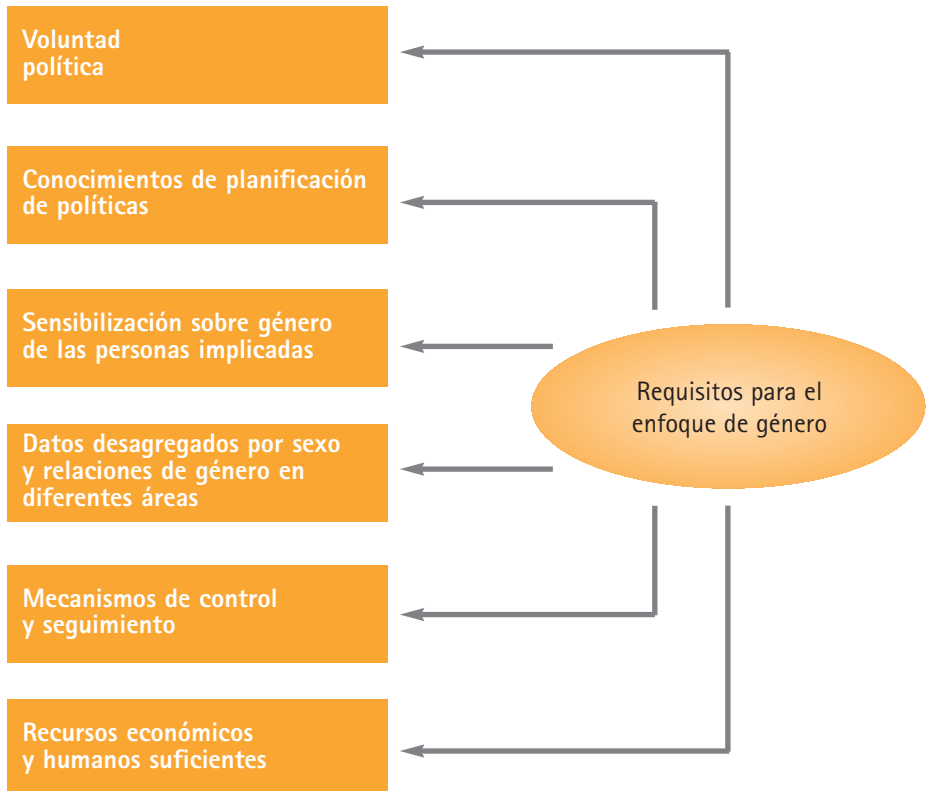 Voluntad
política
Conocimientos de planificación
de políticas
Sensibilización sobre género
de las personas implicadas
Datos desagregados por sexo
y relaciones de género en
diferentes áreas
Mecanismos de control
y seguimiento
Recursos económicos
y humanos suficientes
Requisitos para el
enfoque de género